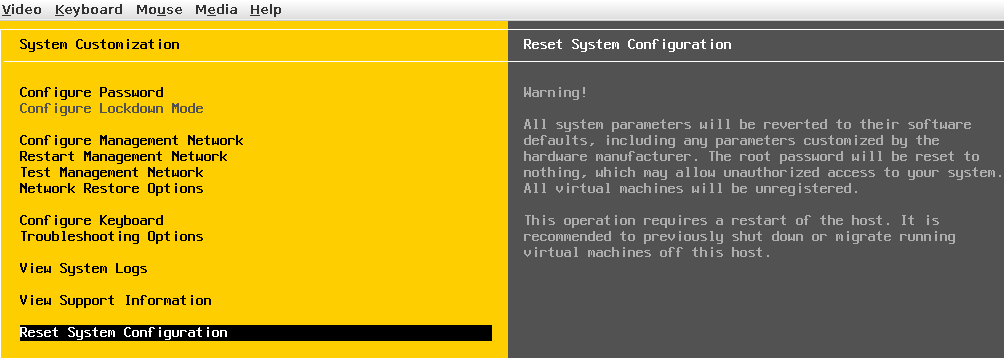 Video Keyboard Mouse Media Help
System Customization
Configure Password
Configure Lockdown Mode
Configure Management Network
Restart Management Network
Test Management Network
Network Restore Options
Configure Keyboard
Troubleshooting Options
View System Logs
View Support Information
Reset System Configuration
Reset System Configuration
Warning!
All system parameters will be reverted to their software
defaults, including any parameters customized by the
hardware manufacturer. The root password will be reset to
nothing, which may allow unauthorized access to your system.
All virtual machines will be unregistered.
This operation requires a restart of the host. It is
recommended to previously shut down or migrate running
virtual machines off this host.